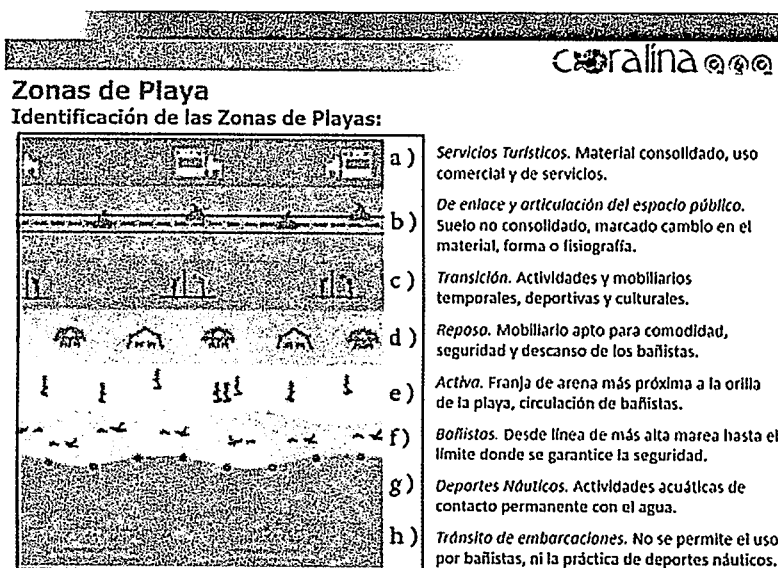 coralina
Zonas de Playa
Identificación de las Zonas de Playas:
a) Servicios Turísticos. Material consolidado, uso
comercial y de servicios.
b) De enlace y articulación del espacio público.
Suelo no consolidado, marcado cambio en el
material, forma o fisiografía.
c) Transición. Actividades y mobiliarios
temporales, deportivas y culturales.
d) Reposo. Mobiliario apto para comodidad,
seguridad y descanso de los bañistas.
e) Activa. Franja de arena más próxima a la orilla
de la playa, circulación de bañistas.
f) Bañistas. Desde línea de más alta marea hasta el
límite donde se garantice la seguridad.
g) Deportes Náuticos. Actividades acuáticas de
contacto permanente con el agua.
h) Tránsito de embarcaciones. No se permite el uso
por bañistas, ni la práctica de deportes náuticos.